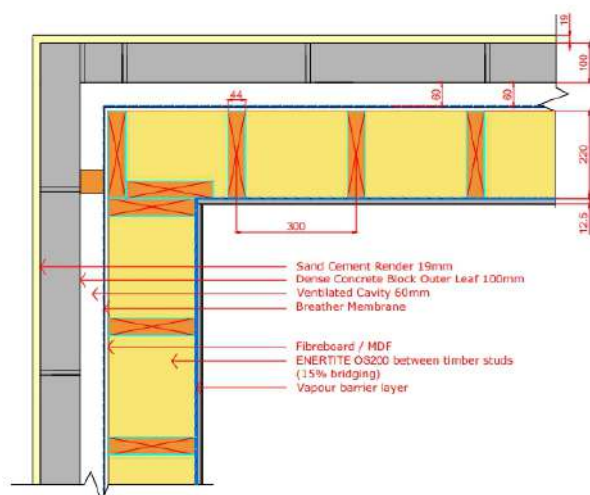 19
100
44
60
60
220
12.5
300
Sand Cement Render 19mm
Dense Concrete Block Outer Leaf 100mm
Ventilated Cavity 60mm
Breather Membrane
Fibreboard / MDF
ENERTITE OS200 between timber studs
(15% bridging)
Vapour barrier layer